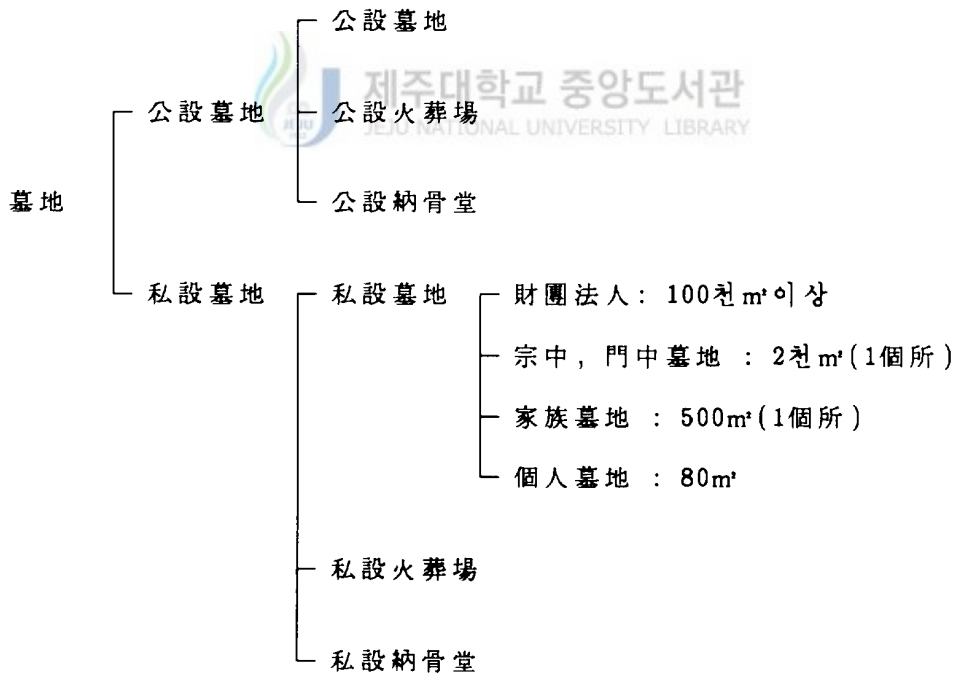 公設墓地
제주대학교 중앙도서관
公設墓地 公設火葬場
JEJU NATIONAL UNIVERSITY LIBRARY
JEJU
墓地 公設納骨堂
私設墓地 私設墓地 財團法人: 100천㎡이상
宗中, 門中墓地 : 2천㎡(1個所)
家族墓地 : 500㎡(1個所)
個人墓地 : 80㎡
私設火葬場
私設納骨堂